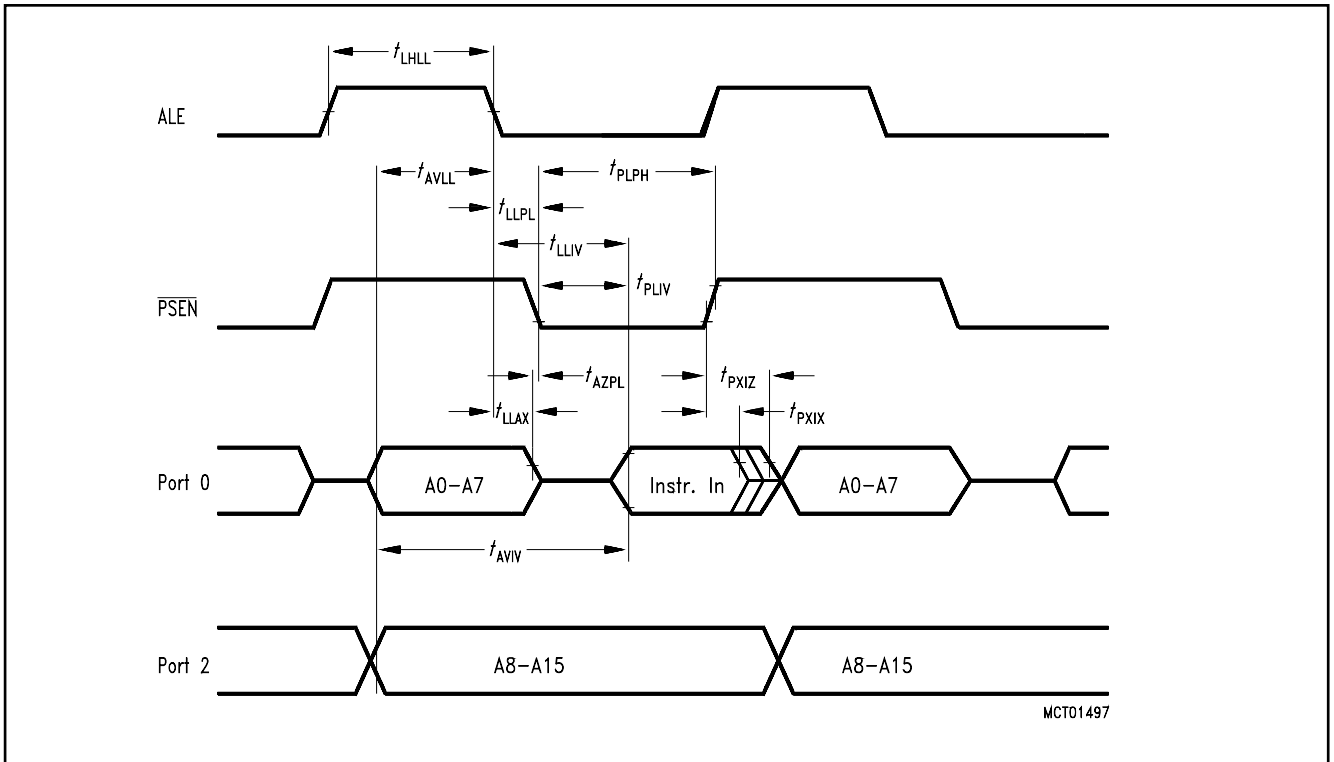 tLHLL
ALE
tAVLL
tPLPH
tLLPL
tLLIV
tPLIV
PSEN
tAZPL
tPXIZ
tLLAX
tPXIX
Port 0
A0-A7
Instr. In
A0-A7
tAVIV
Port 2
A8-A15
A8-A15
MCT01497